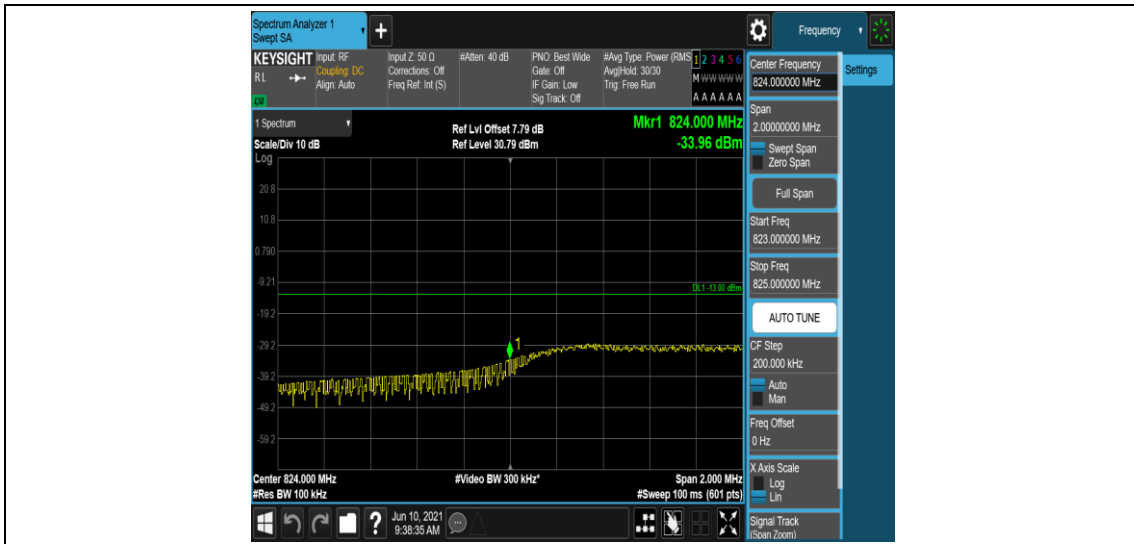 Spectrum Analyzer 1
Swept SA
+
Frequency
KEYSIGHT
RL
LXI
Input: RF
Coupling: DC
Align: Auto
Input Z: 50 Ω
Corrections: Off
Freq Ref: Int (S)
#Atten: 40 dB
PNO: Best Wide
Gate: Off
IF Gain: Low
Sig Track: Off
#Avg Type: Power (RMS
Avg|Hold: 30/30
Trig: Free Run
1 2 3 4 5 6
M W W W W W
A A A A A A
Center Frequency
824.000000 MHz
Settings
Span
2.00000000 MHz
Swept Span
Zero Span
Full Span
Start Freq
823.000000 MHz
Stop Freq
825.000000 MHz
AUTO TUNE
CF Step
200.000 kHz
Auto
Man
Freq Offset
0 Hz
X Axis Scale
Log
Lin
Signal Track
(Span Zoom)
1 Spectrum
Scale/Div 10 dB
Ref Lvl Offset 7.79 dB
Ref Level 30.79 dBm
Mkr1 824.000 MHz
-33.96 dBm
Log
20.8
10.8
0.790
-9.21
DL1 -13.00 dBm
-19.2
-29.2
1
-39.2
-49.2
-59.2
Center 824.000 MHz
#Video BW 300 kHz*
Span 2.000 MHz
#Res BW 100 kHz
#Sweep 100 ms (601 pts)
?
Jun 10, 2021
9:38:35 AM